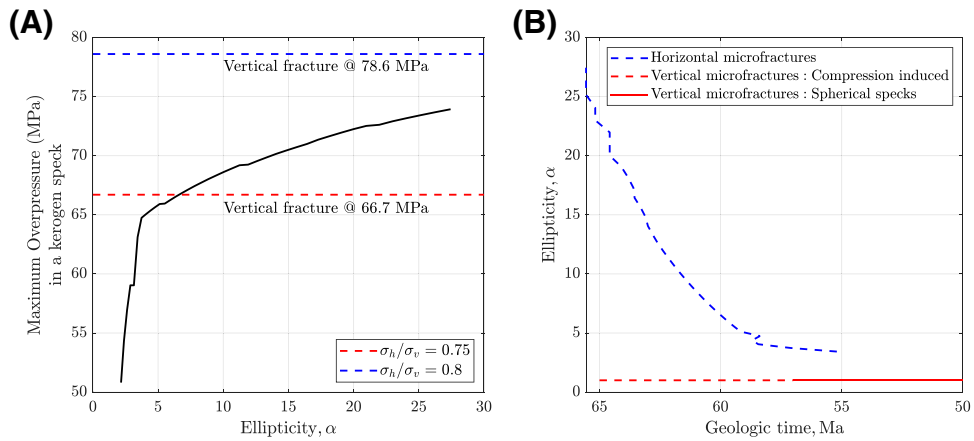 (A)
80
75
70
65
60
55
50
0
5
10
15
20
25
30
Maximum Overpressure (MPa)
in a kerogen speck
Ellipticity, α
Vertical fracture @ 78.6 MPa
Vertical fracture @ 66.7 MPa
σh/σv = 0.75
σh/σv = 0.8
(B)
30
25
20
15
10
5
0
65
60
55
50
Ellipticity, α
Geologic time, Ma
Horizontal microfractures
Vertical microfractures : Compression induced
Vertical microfractures : Spherical specks